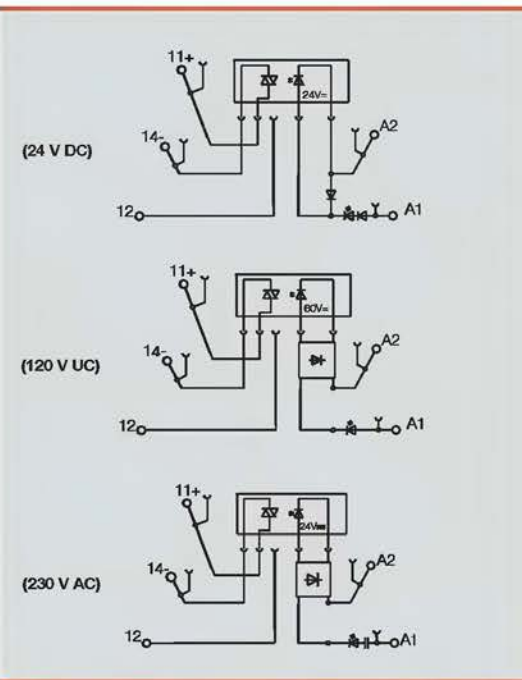 11+
24V=
A2
14-
(24 V DC)
12
A1
11+
60V=
A2
14-
(120 V UC)
12
A1
11+
24V
A2
14-
(230 V AC)
12
A1